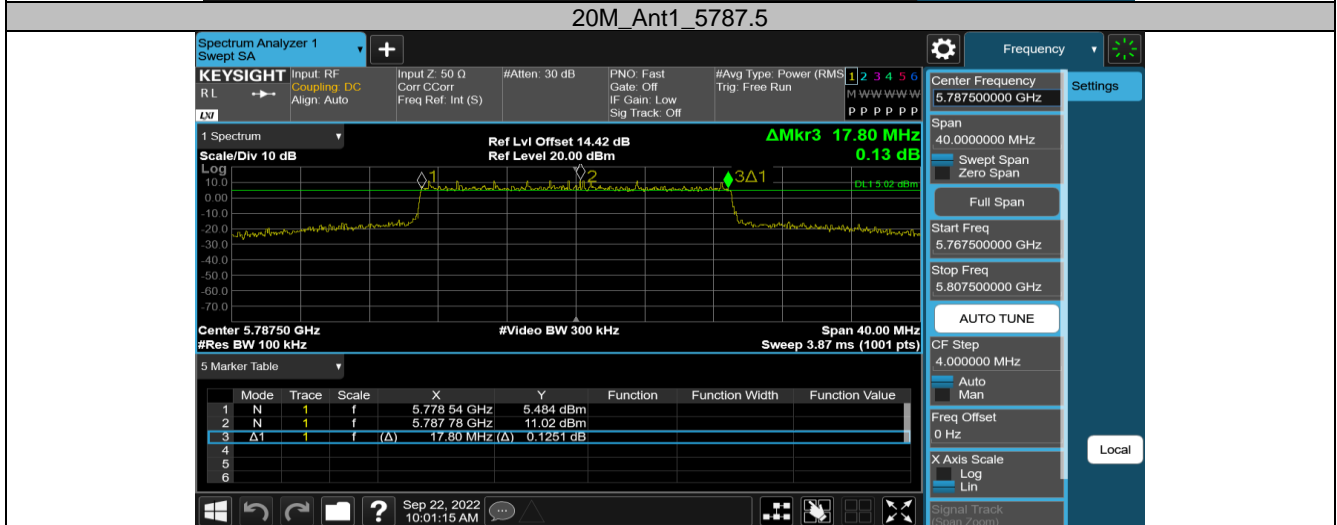 20M_Ant1_5787.5
Spectrum Analyzer 1
Swept SA
Frequency
KEYSIGHT
RL
LXI
Input: RF
Coupling: DC
Align: Auto
Input Z: 50 Ω
Corr CCorr
Freq Ref: Int (S)
#Atten: 30 dB
PNO: Fast
Gate: Off
IF Gain: Low
Sig Track: Off
#Avg Type: Power (RMS
Trig: Free Run
1 2 3 4 5 6
M W W W W W
P P P P P P
1 Spectrum
Scale/Div 10 dB
Ref Lvl Offset 14.42 dB
Ref Level 20.00 dBm
ΔMkr3 17.80 MHz
0.13 dB
Log
10.0
0.00
-10.0
-20.0
-30.0
-40.0
-50.0
-60.0
-70.0
1
2
3Δ1
DL1 5.02 dBm
Center 5.78750 GHz
#Res BW 100 kHz
#Video BW 300 kHz
Span 40.00 MHz
Sweep 3.87 ms (1001 pts)
5 Marker Table
Mode Trace Scale X Y Function Function Width Function Value
1 N 1 f 5.778 54 GHz 5.484 dBm
2 N 1 f 5.787 78 GHz 11.02 dBm
3 Δ1 1 f (Δ) 17.80 MHz (Δ) 0.1251 dB
4
5
6
Sep 22, 2022
10:01:15 AM
Center Frequency
5.787500000 GHz
Settings
Span
40.0000000 MHz
Swept Span
Zero Span
Full Span
Start Freq
5.767500000 GHz
Stop Freq
5.807500000 GHz
AUTO TUNE
CF Step
4.000000 MHz
Auto
Man
Freq Offset
0 Hz
Local
X Axis Scale
Log
Lin
Signal Track
(Span Zoom)